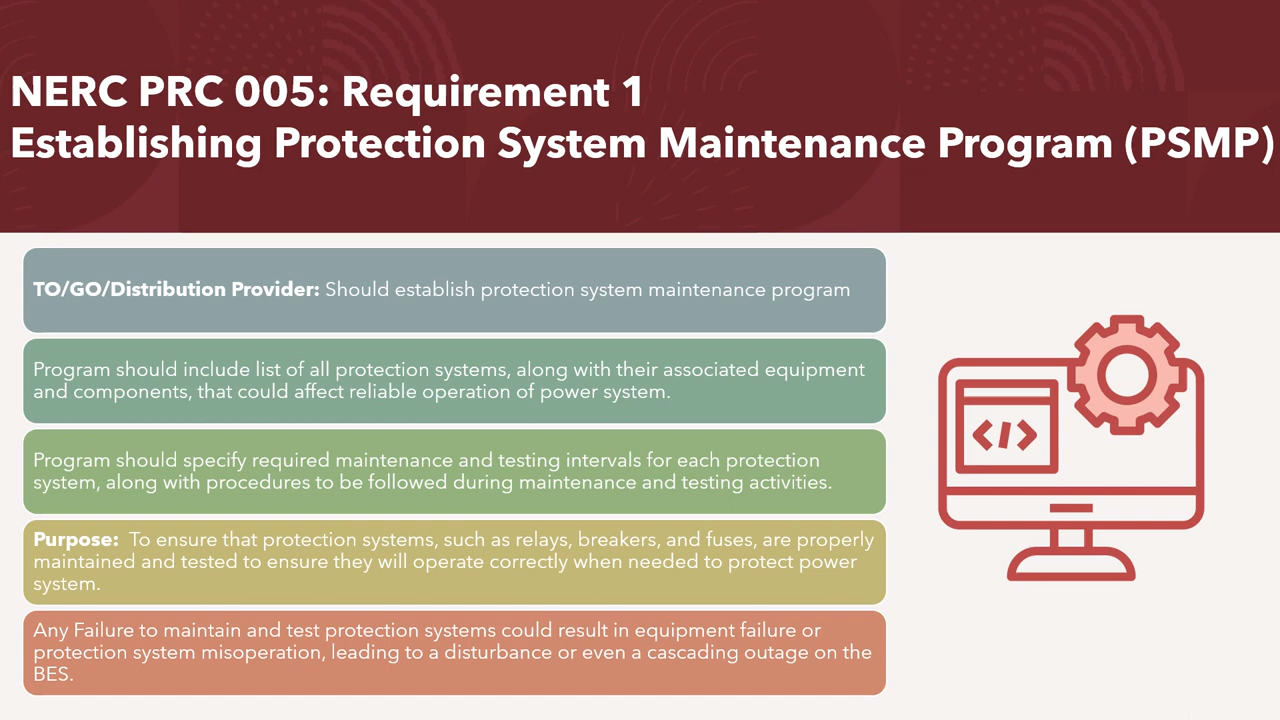 NERC PRC 005: Requirement 1
Establishing Protection System Maintenance Program (PSMP)
TO/GO/Distribution Provider: Should establish protection system maintenance program
Program should include list of all protection systems, along with their associated equipment
and components, that could affect reliable operation of power system.
Program should specify required maintenance and testing intervals for each protection
system, along with procedures to be followed during maintenance and testing activities.
Purpose: To ensure that protection systems, such as relays, breakers, and fuses, are properly
maintained and tested to ensure they will operate correctly when needed to protect power
system.
Any Failure to maintain and test protection systems could result in equipment failure or
protection system misoperation, leading to a disturbance or even a cascading outage on the
BES.